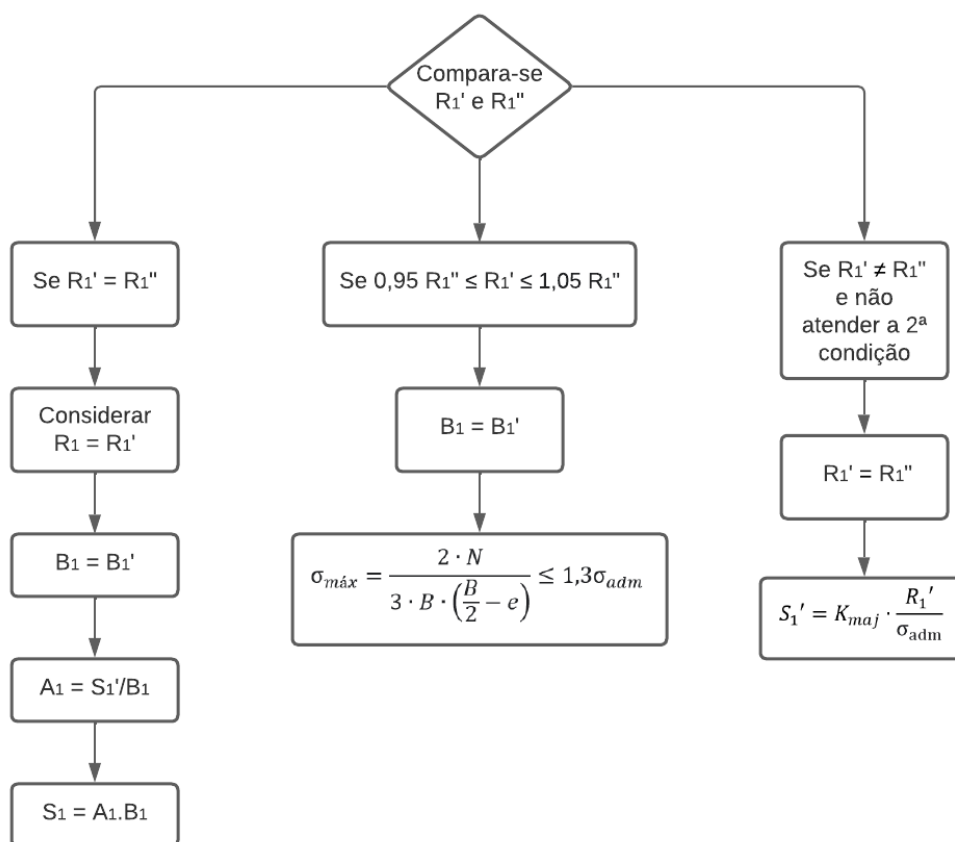 Compara-se
R₁' e R₁"
Se R₁' = R₁"
Considerar
R₁ = R₁'
B₁ = B₁'
A₁ = S₁'/B₁
S₁ = A₁.B₁
Se 0,95 R₁" ≤ R₁' ≤ 1,05 R₁"
B₁ = B₁'
σₘáₓ = 2 · N / (3 · B · (B/2 − e)) ≤ 1,3σadm
Se R₁' ≠ R₁"
e não
atender a 2ª
condição
R₁' = R₁"
S₁' = Kmaj · R₁'/σadm